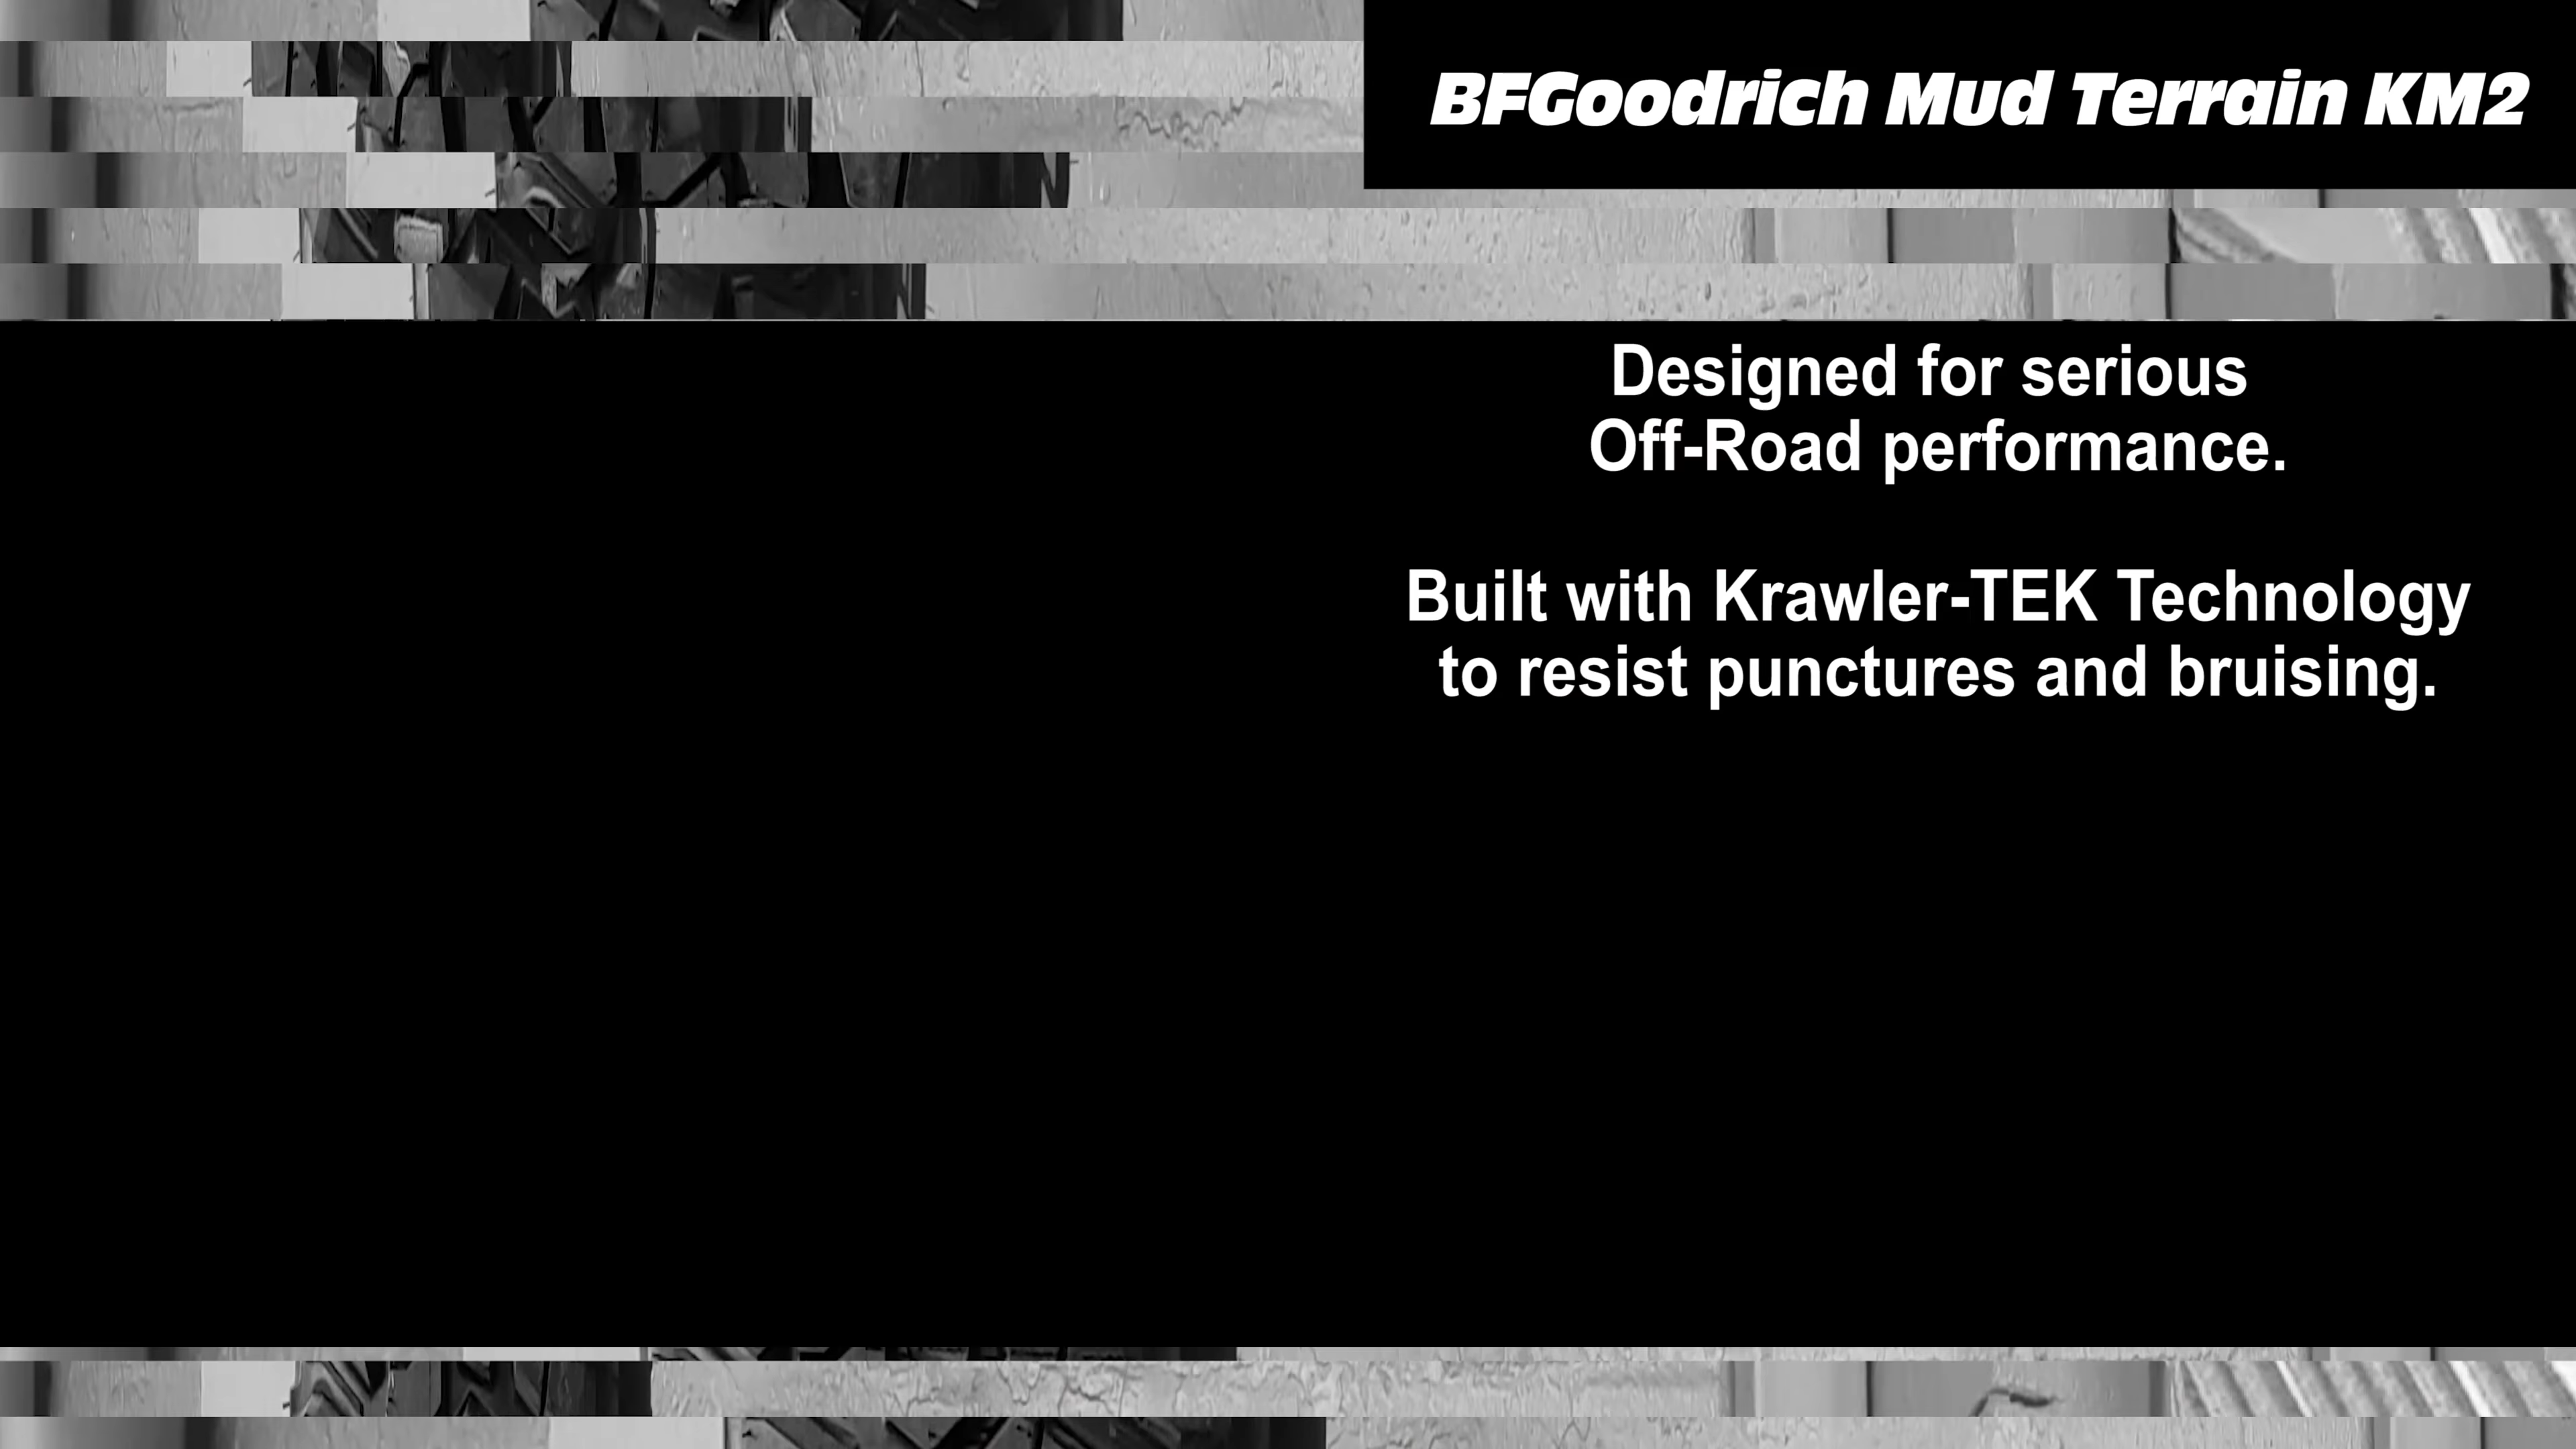 BFGoodrich Mud Terrain KM2
Designed for serious
Off-Road performance.
Built with Krawler-TEK Technology
to resist punctures and bruising.